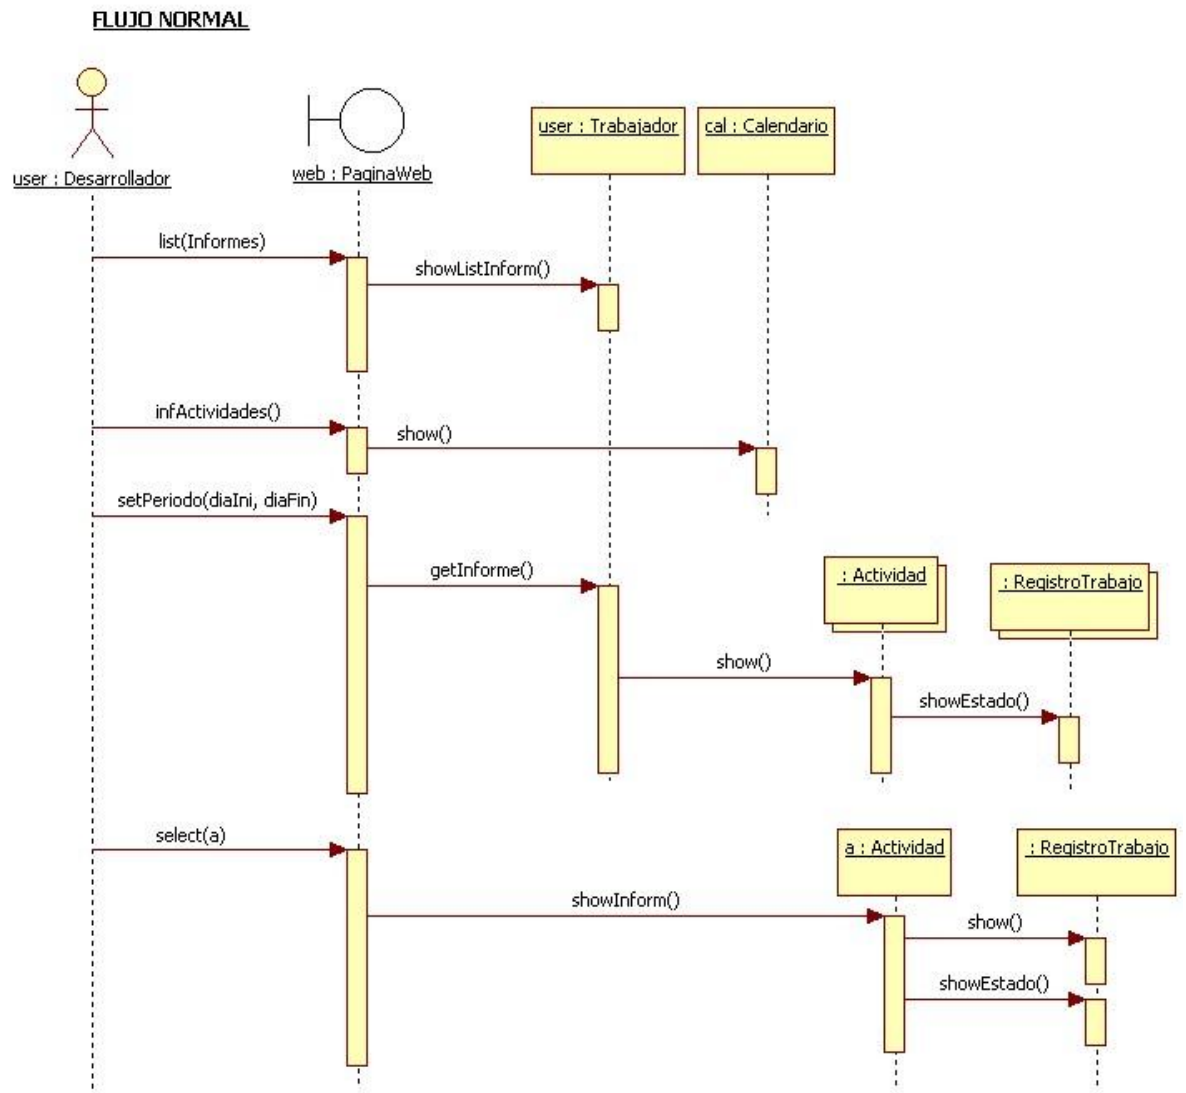 FLUJO NORMAL
user : Desarrollador
web : PaginaWeb
user : Trabajador
cal : Calendario
list(Informes)
showListInform()
infActividades()
show()
setPeriodo(diaIni, diaFin)
getInforme()
: Actividad
: RegistroTrabajo
show()
showEstado()
select(a)
a : Actividad
: RegistroTrabajo
showInform()
show()
showEstado()